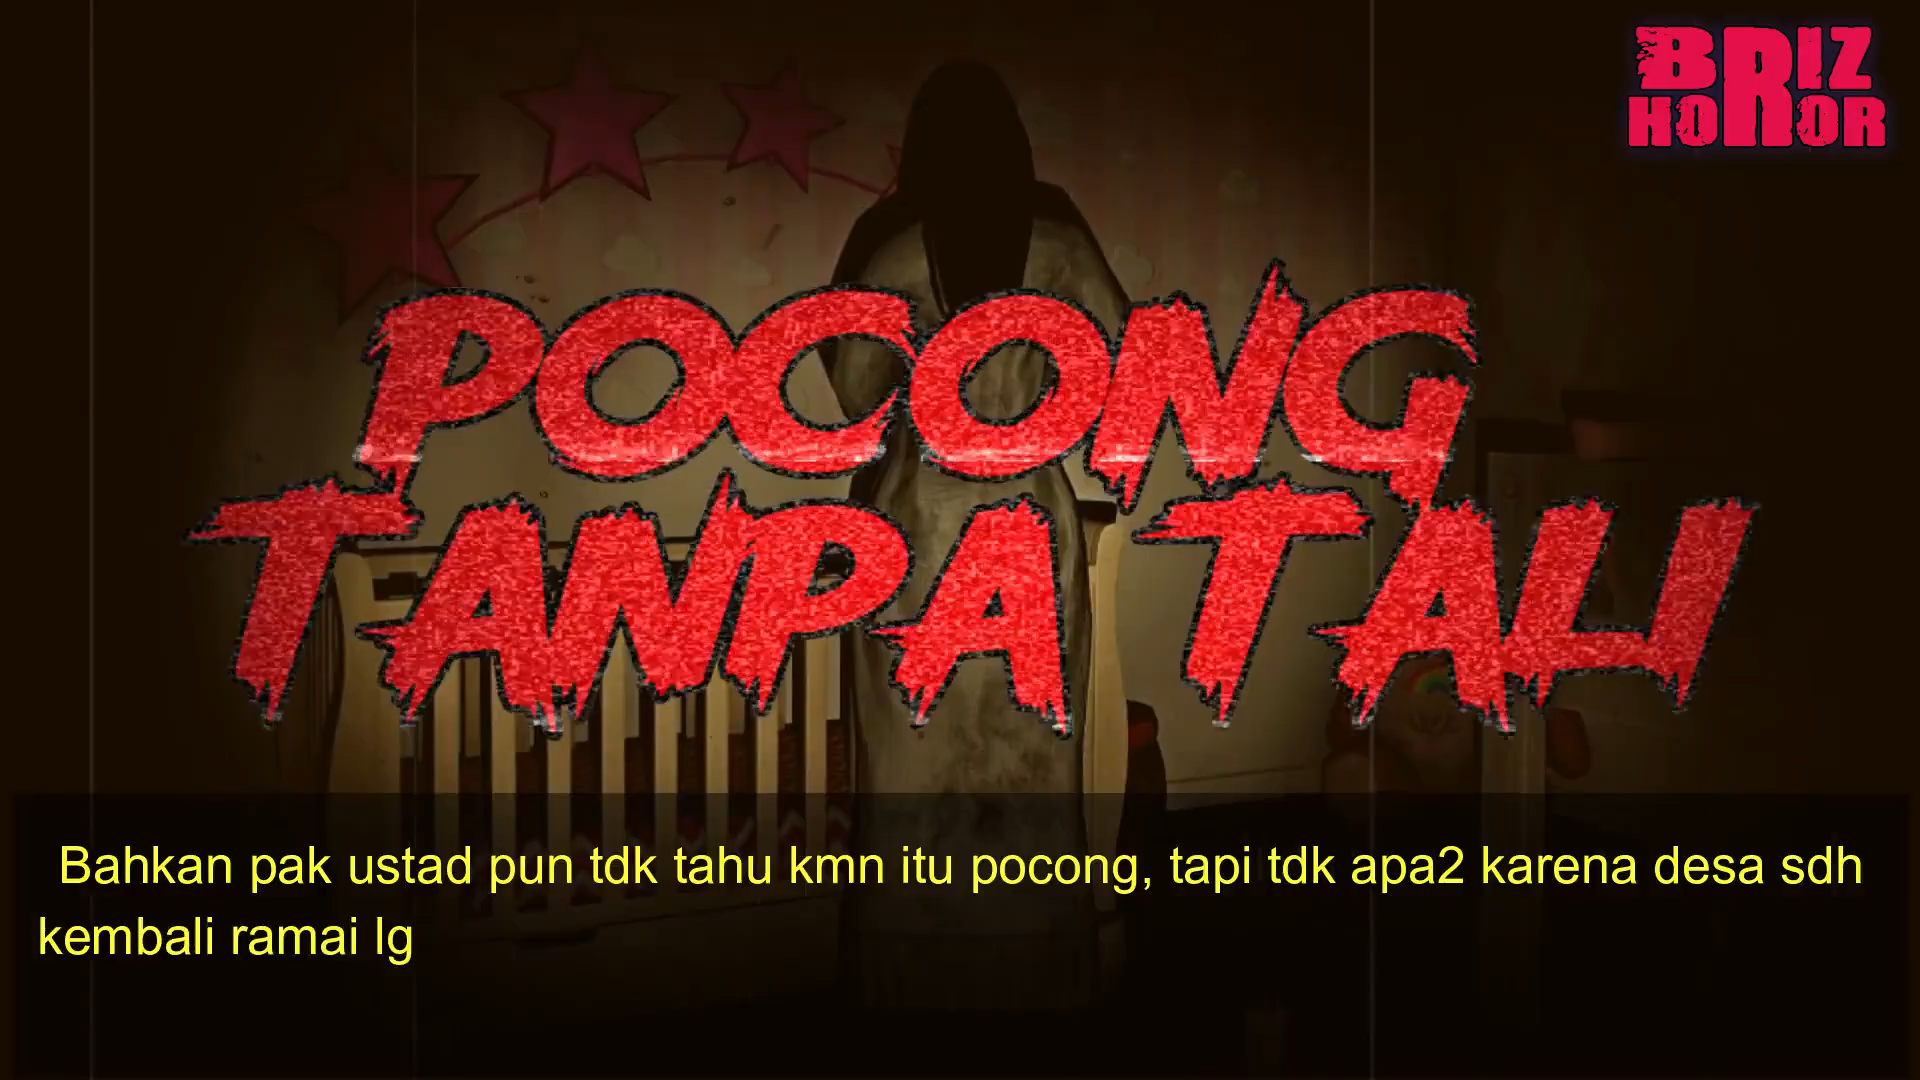 BRIZ
HOROR
POCONG
TANPA TALI
Bahkan pak ustad pun tdk tahu kmn itu pocong, tapi tdk apa2 karena desa sdh
kembali ramai lg